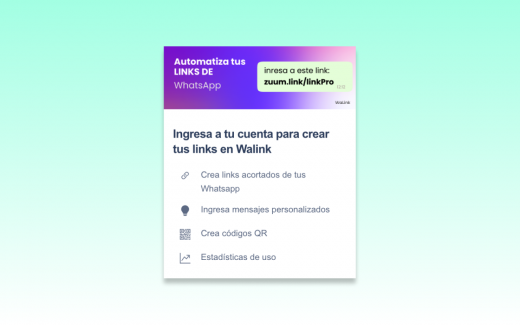 Automatiza tus
LINKS DE
WhatsApp
inresa a este link:
zuum.link/linkPro
WaLink
Ingresa a tu cuenta para crear
tus links en Walink
Crea links acortados de tus
Whatsapp
Ingresa mensajes personalizados
Crea códigos QR
Estadísticas de uso